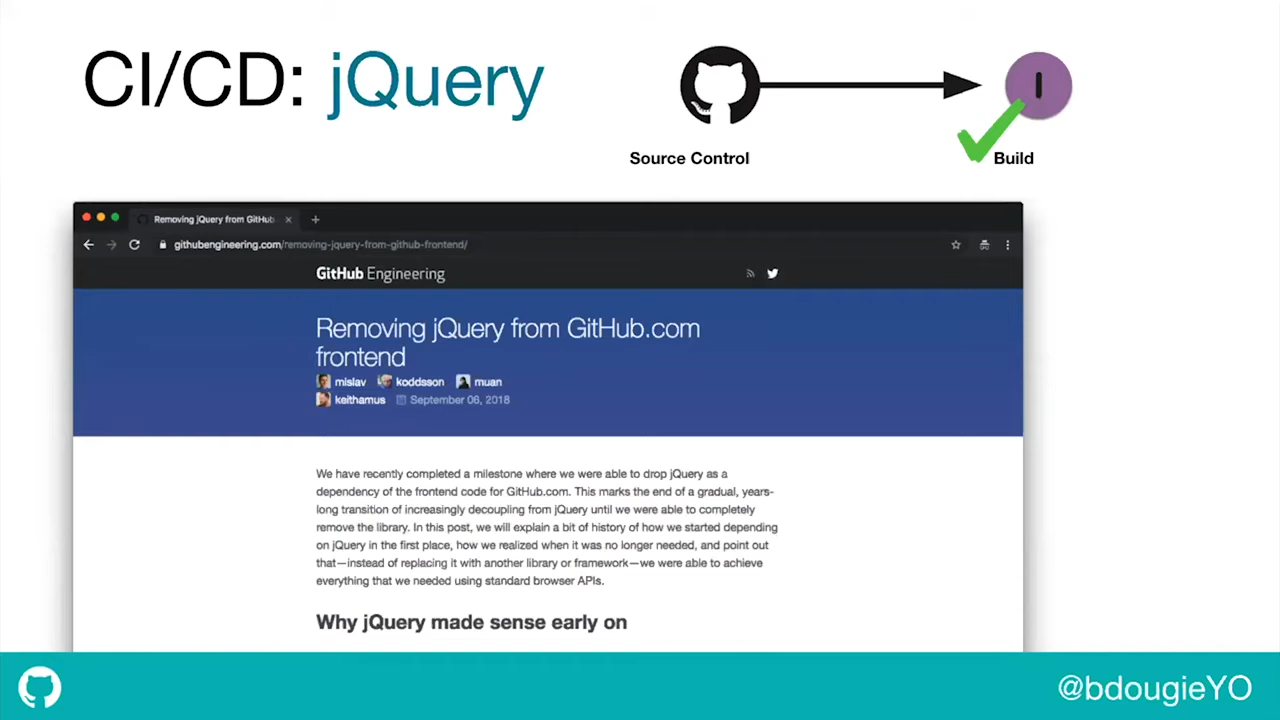 CI/CD: jQuery
Source Control
I
Build
Removing jQuery from GitHub
githubengineering.com/removing-jquery-from-github-frontend/
GitHub Engineering
Removing jQuery from GitHub.com
frontend
mislav koddsson muan
keithamus September 06, 2018
We have recently completed a milestone where we were able to drop jQuery as a
dependency of the frontend code for GitHub.com. This marks the end of a gradual, years-
long transition of increasingly decoupling from jQuery until we were able to completely
remove the library. In this post, we will explain a bit of history of how we started depending
on jQuery in the first place, how we realized when it was no longer needed, and point out
that—instead of replacing it with another library or framework—we were able to achieve
everything that we needed using standard browser APIs.
Why jQuery made sense early on
@bdougieYO